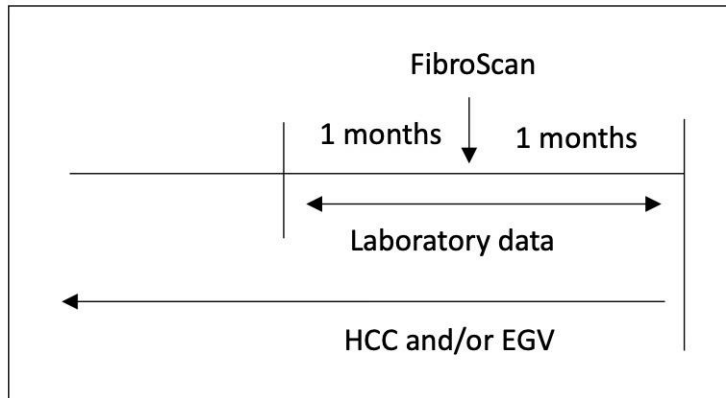 FibroScan
1 months 1 months
Laboratory data
HCC and/or EGV